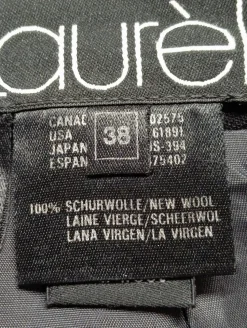 aurèl
CANAD 38 02575
USA 61891
JAPAN IS-394
ESPAN 75402
100% SCHURWOLLE/NEW WOOL
LAINE VIERGE/SCHEERWOL
LANA VIRGEN/LA VIRGEN